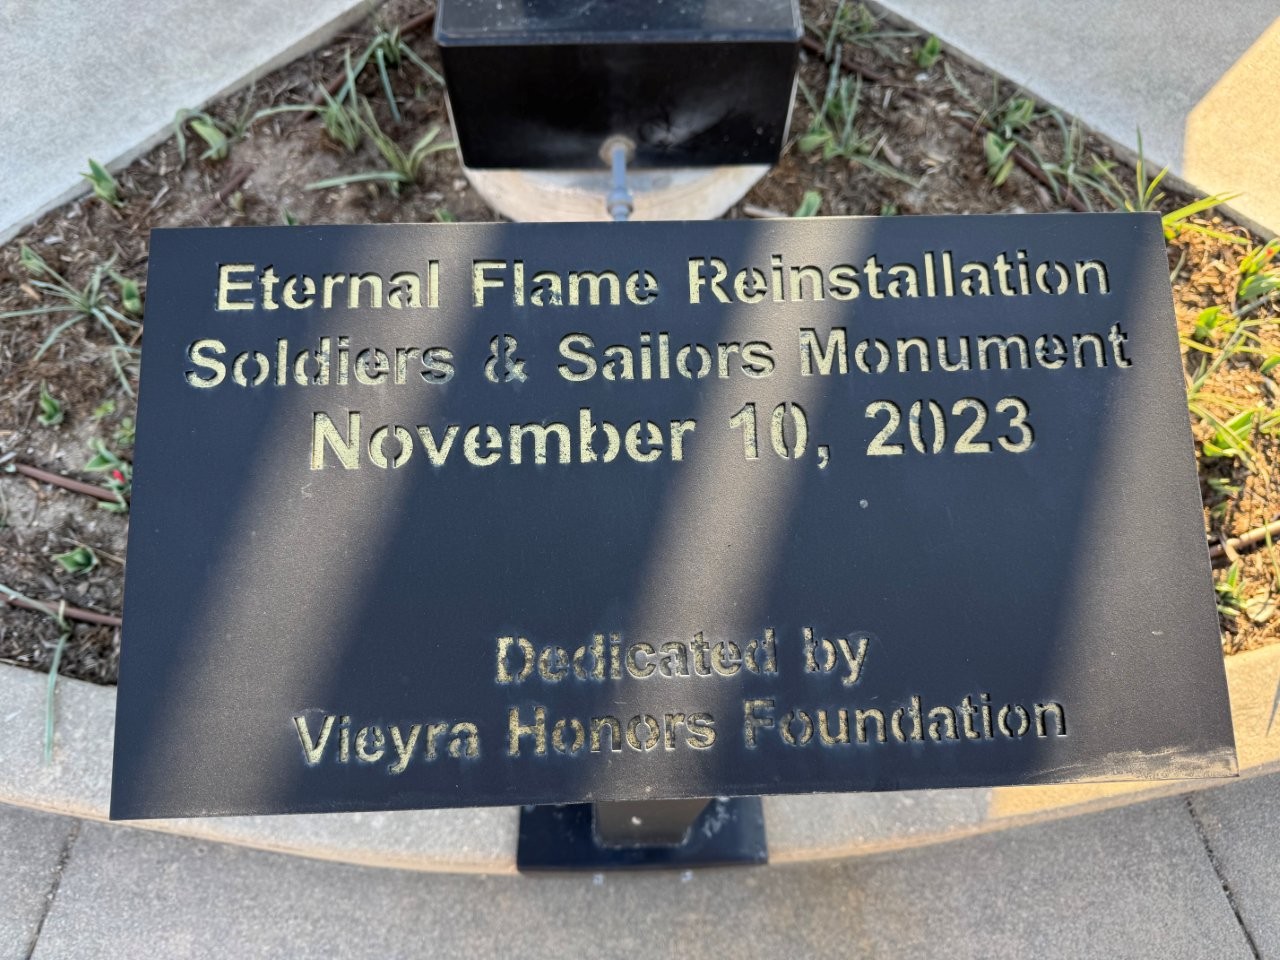 Eternal Flame Reinstallation
Soldiers & Sailors Monument
November 10, 2023
Dedicated by
Vieyra Honors Foundation